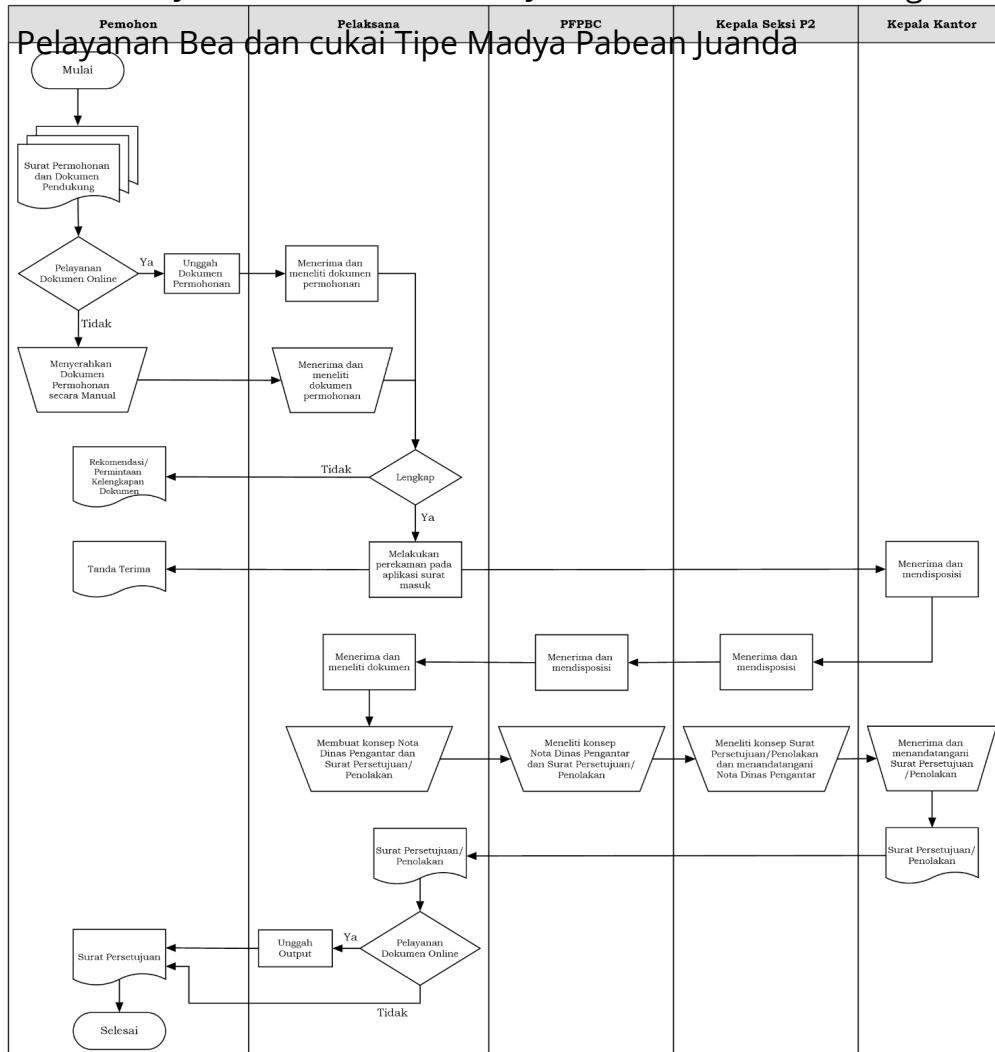 Pemohon
Pelaksana
PFPBC
Kepala Seksi P2
Kepala Kantor
Pelayanan Bea dan cukai Tipe Madya Pabean Juanda
Mulai
Surat Permohonan
dan Dokumen
Pendukung
Pelayanan
Dokumen Online
Ya
Unggah
Dokumen
Permohonan
Menerima dan
meneliti dokumen
permohonan
Tidak
Menyerahkan
Dokumen
Permohonan
secara Manual
Menerima dan
meneliti
dokumen
permohonan
Rekomendasi/
Permintaan
Kelengkapan
Dokumen
Tidak
Lengkap
Ya
Tanda Terima
Melakukan
perekaman pada
aplikasi surat
masuk
Menerima dan
mendisposisi
Menerima dan
meneliti dokumen
Menerima dan
mendisposisi
Menerima dan
mendisposisi
Membuat konsep Nota
Dinas Pengantar dan
Surat Persetujuan/
Penolakan
Meneliti konsep
Nota Dinas Pengantar
dan Surat Persetujuan/
Penolakan
Meneliti konsep Surat
Persetujuan/Penolakan
dan menandatangani
Nota Dinas Pengantar
Menerima dan
menandatangani
Surat Persetujuan
/Penolakan
Surat Persetujuan/
Penolakan
Surat Persetujuan/
Penolakan
Surat Persetujuan
Unggah
Output
Ya
Pelayanan
Dokumen Online
Tidak
Selesai